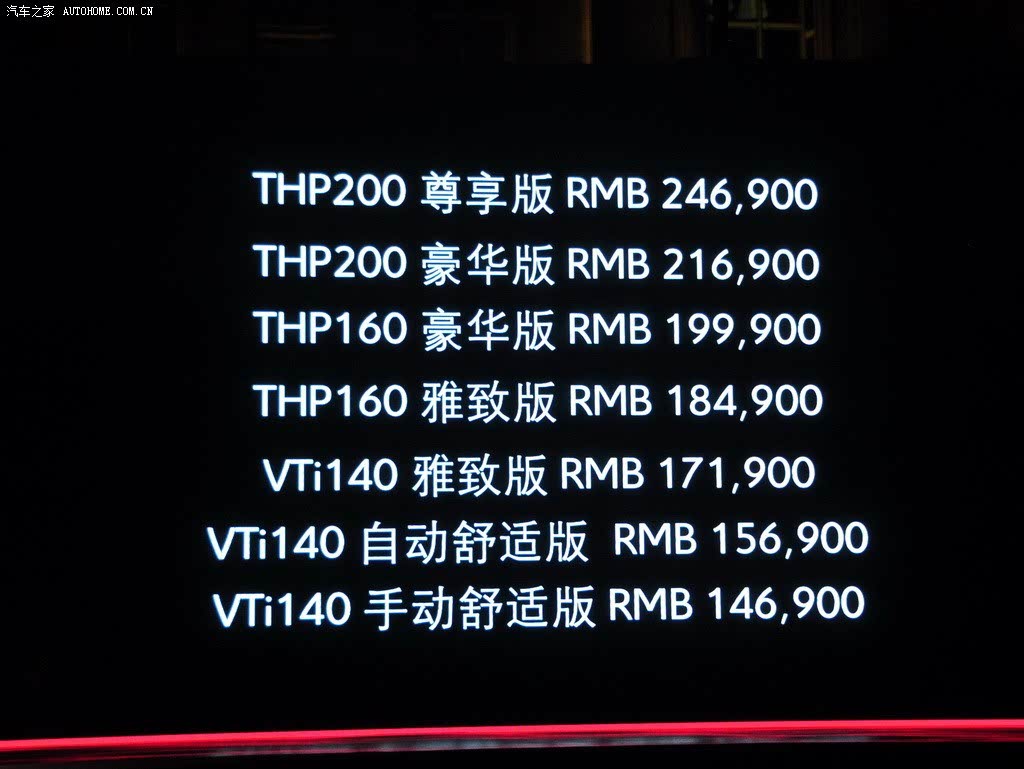 汽车之家 AUTOHOME.COM.CN
THP200 尊享版 RMB 246,900
THP200 豪华版 RMB 216,900
THP160 豪华版 RMB 199,900
THP160 雅致版 RMB 184,900
VTi140 雅致版 RMB 171,900
VTi140 自动舒适版 RMB 156,900
VTi140 手动舒适版 RMB 146,900